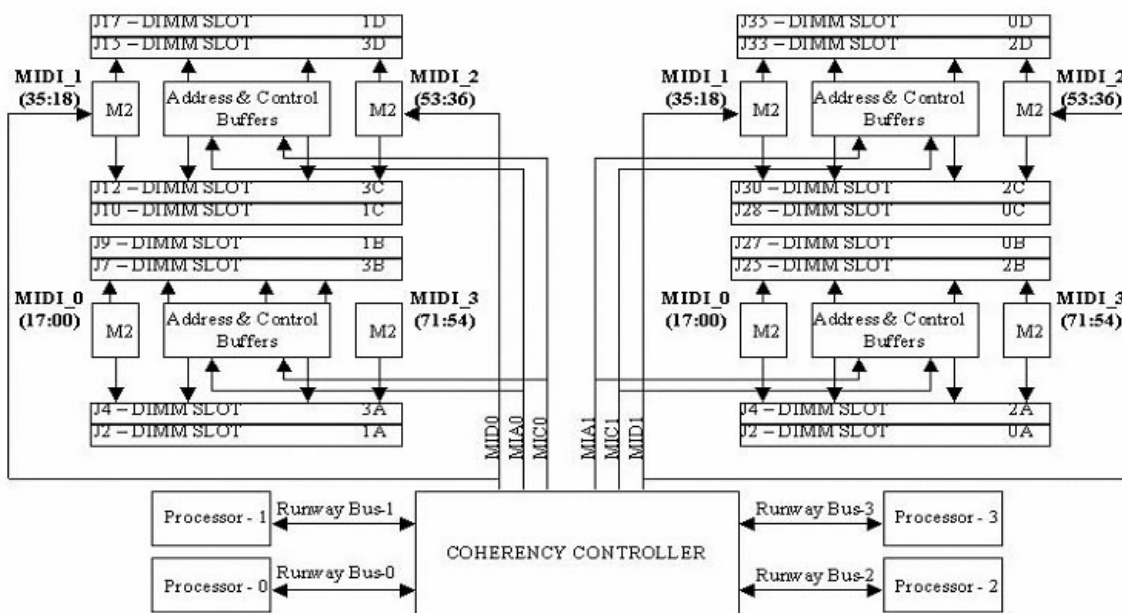 J17 – DIMM SLOT 1D
J15 – DIMM SLOT 3D
MIDI_1
(35:18)
M2
Address & Control
Buffers
M2
MIDI_2
(53:36)
J12 – DIMM SLOT 3C
J10 – DIMM SLOT 1C
J9 – DIMM SLOT 1B
J7 – DIMM SLOT 3B
MIDI_0
(17:00)
M2
Address & Control
Buffers
M2
MIDI_3
(71:54)
J4 – DIMM SLOT 3A
J2 – DIMM SLOT 1A
J35 – DIMM SLOT 0D
J33 – DIMM SLOT 2D
MIDI_1
(35:18)
M2
Address & Control
Buffers
M2
MIDI_2
(53:36)
J30 – DIMM SLOT 2C
J28 – DIMM SLOT 0C
J27 – DIMM SLOT 0B
J25 – DIMM SLOT 2B
MIDI_0
(17:00)
M2
Address & Control
Buffers
M2
MIDI_3
(71:54)
J4 – DIMM SLOT 2A
J2 – DIMM SLOT 0A
MID0
MIA0
MIC0
MIA1
MIC1
MID1
Processor - 1
Runway Bus-1
Processor - 0
Runway Bus-0
COHERENCY CONTROLLER
Runway Bus-3
Processor - 3
Runway Bus-2
Processor - 2